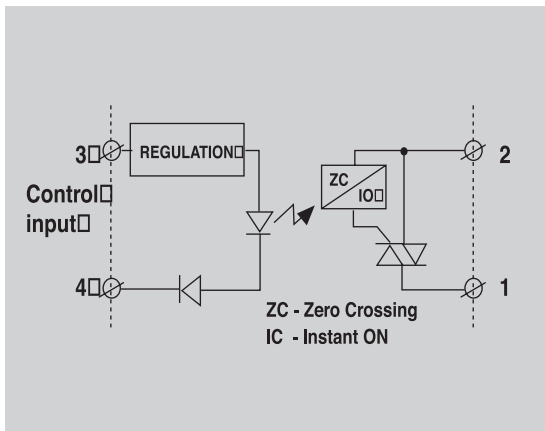 3□
REGULATION□
Control□
input□
4□
ZC
IO□
2
1
ZC - Zero Crossing
IC - Instant ON